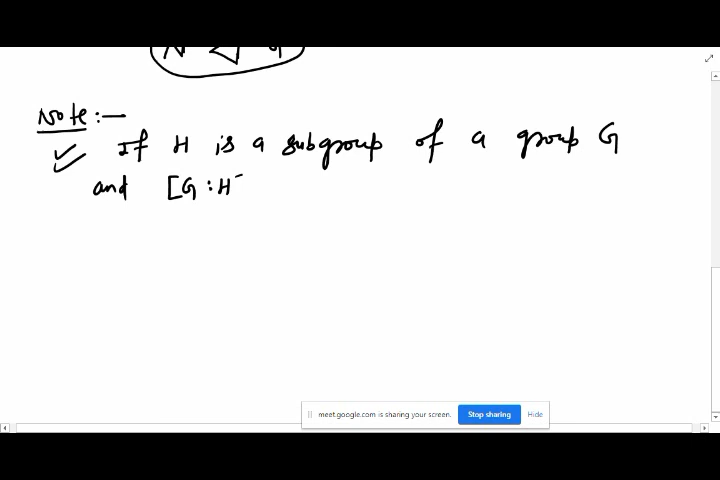 Note :—
If H is a subgroup of a group G
and [G : H
meet.google.com is sharing your screen. Stop sharing Hide